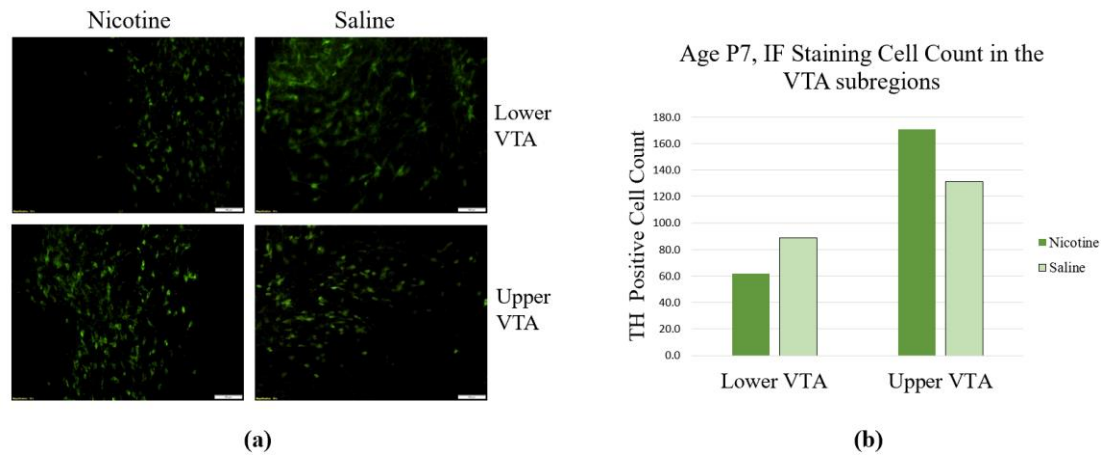 Nicotine
Saline
Lower
VTA
Upper
VTA
(a)
Age P7, IF Staining Cell Count in the
VTA subregions
TH Positive Cell Count
180.0
160.0
140.0
120.0
100.0
80.0
60.0
40.0
20.0
0.0
Lower VTA
Upper VTA
Nicotine
Saline
(b)